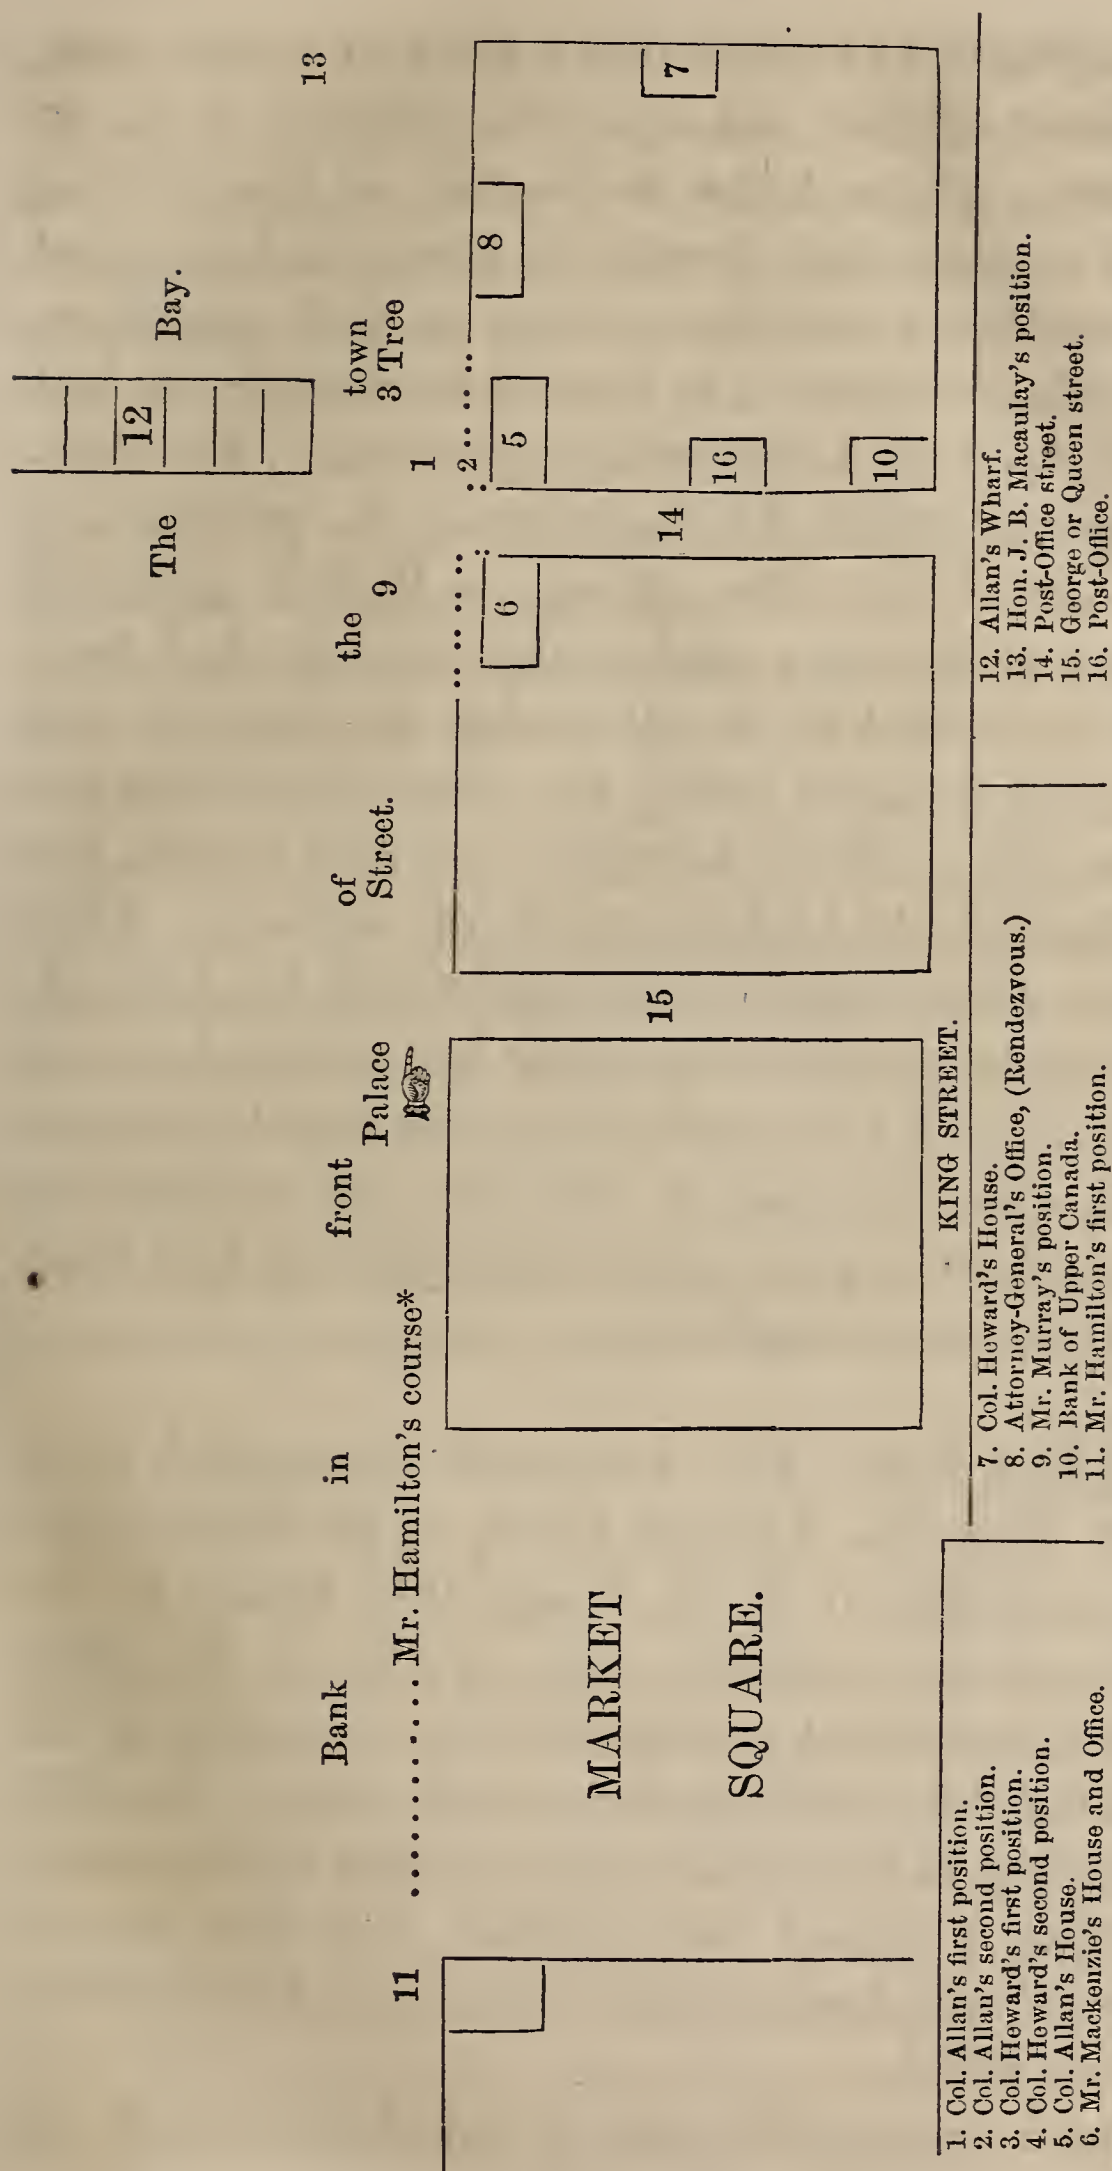 12
The Bay.
13
Bank in front of the town
Palace Street. 3 Tree
11 ............ Mr. Hamilton's course* ☞ 9 1
2
6 5 8
MARKET
15 14 16 7
SQUARE.
10
KING STREET.
1. Col. Allan's first position.
2. Col. Allan's second position.
3. Col. Heward's first position.
4. Col. Heward's second position.
5. Col. Allan's House.
6. Mr. Mackenzie's House and Office.
7. Col. Heward's House.
8. Attorney-General's Office, (Rendezvous.)
9. Mr. Murray's position.
10. Bank of Upper Canada.
11. Mr. Hamilton's first position.
12. Allan's Wharf.
13. Hon. J. B. Macaulay's position.
14. Post-Office street.
15. George or Queen street.
16. Post-Office.